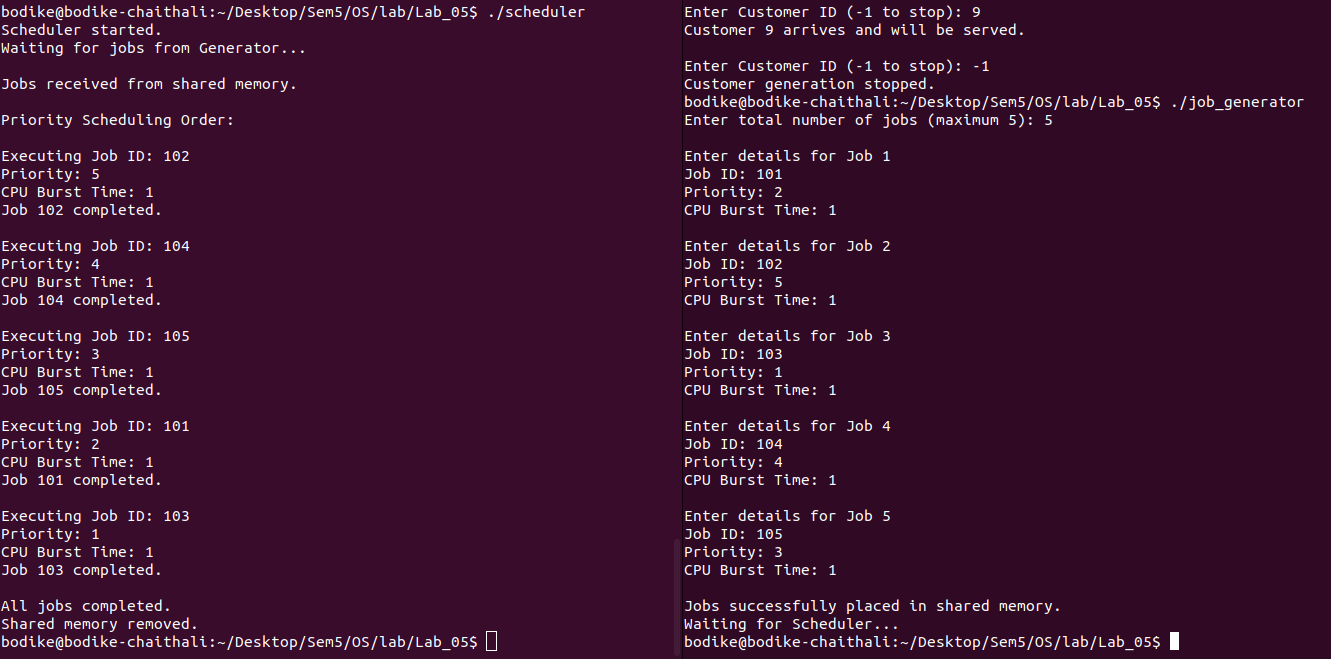 bodike@bodike-chaithali:~/Desktop/Sem5/OS/lab/Lab_05$ ./scheduler
Scheduler started.
Waiting for jobs from Generator...
Jobs received from shared memory.
Priority Scheduling Order:
Executing Job ID: 102
Priority: 5
CPU Burst Time: 1
Job 102 completed.
Executing Job ID: 104
Priority: 4
CPU Burst Time: 1
Job 104 completed.
Executing Job ID: 105
Priority: 3
CPU Burst Time: 1
Job 105 completed.
Executing Job ID: 101
Priority: 2
CPU Burst Time: 1
Job 101 completed.
Executing Job ID: 103
Priority: 1
CPU Burst Time: 1
Job 103 completed.
All jobs completed.
Shared memory removed.
bodike@bodike-chaithali:~/Desktop/Sem5/OS/lab/Lab_05$
Enter Customer ID (-1 to stop): 9
Customer 9 arrives and will be served.
Enter Customer ID (-1 to stop): -1
Customer generation stopped.
bodike@bodike-chaithali:~/Desktop/Sem5/OS/lab/Lab_05$ ./job_generator
Enter total number of jobs (maximum 5): 5
Enter details for Job 1
Job ID: 101
Priority: 2
CPU Burst Time: 1
Enter details for Job 2
Job ID: 102
Priority: 5
CPU Burst Time: 1
Enter details for Job 3
Job ID: 103
Priority: 1
CPU Burst Time: 1
Enter details for Job 4
Job ID: 104
Priority: 4
CPU Burst Time: 1
Enter details for Job 5
Job ID: 105
Priority: 3
CPU Burst Time: 1
Jobs successfully placed in shared memory.
Waiting for Scheduler...
bodike@bodike-chaithali:~/Desktop/Sem5/OS/lab/Lab_05$